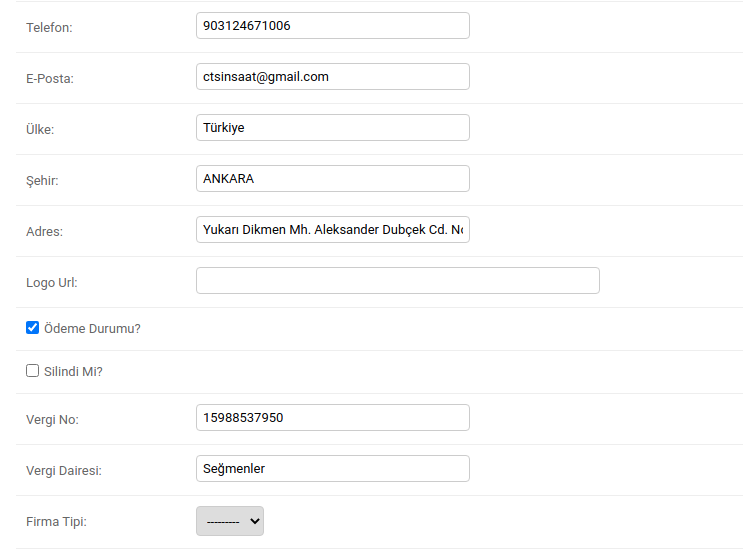 Telefon: 903124671006
E-Posta: ctsinsaat@gmail.com
Ülke: Türkiye
Şehir: ANKARA
Adres: Yukarı Dikmen Mh. Aleksander Dubçek Cd. No
Logo Url:
Ödeme Durumu?
Silindi Mi?
Vergi No: 15988537950
Vergi Dairesi: Seğmenler
Firma Tipi: ---------